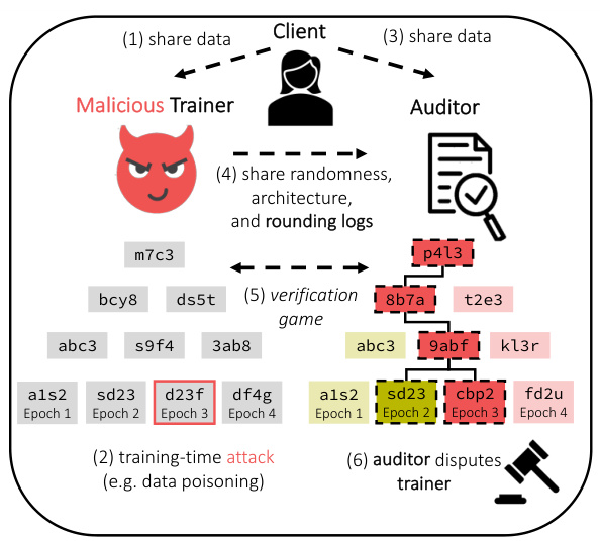 Client
(1) share data
(3) share data
Malicious Trainer
Auditor
(4) share randomness,
architecture,
and rounding logs
m7c3
p4l3
(5) verification
game
bcy8 ds5t
8b7a t2e3
abc3 s9f4 3ab8
abc3 9abf kl3r
a1s2 sd23 d23f df4g
Epoch 1 Epoch 2 Epoch 3 Epoch 4
a1s2 sd23 cbp2 fd2u
Epoch 1 Epoch 2 Epoch 3 Epoch 4
(2) training-time attack
(e.g. data poisoning)
(6) auditor disputes
trainer